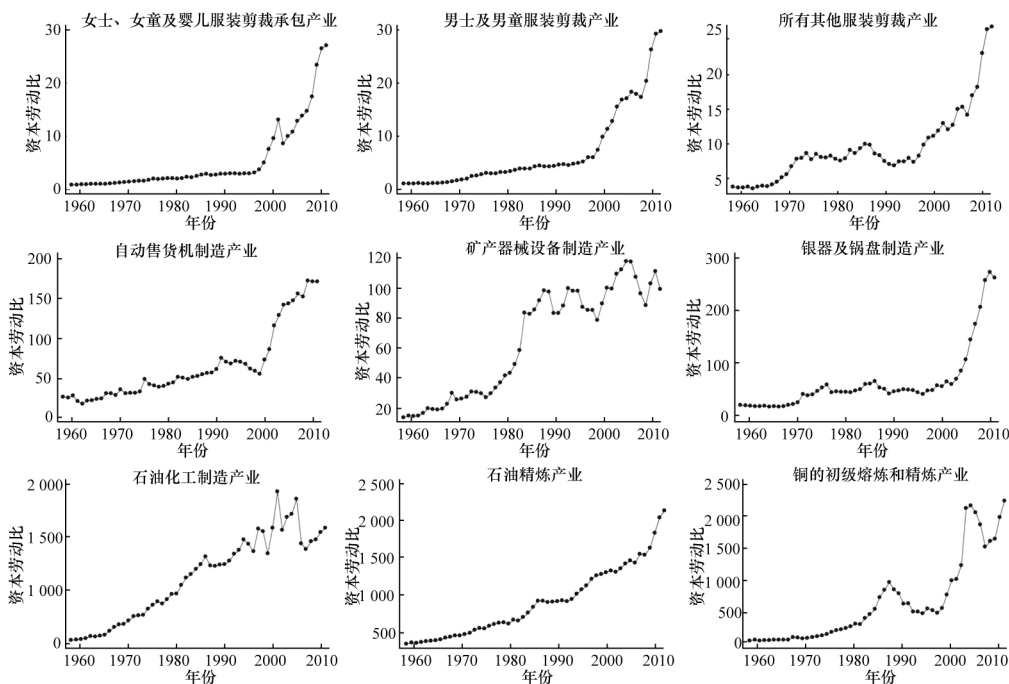 女士、女童及婴儿服装剪裁承包产业
30
20
10
0
资本劳动比
1960 1970 1980 1990 2000 2010
年份
男士及男童服装剪裁产业
30
20
10
0
资本劳动比
1960 1970 1980 1990 2000 2010
年份
所有其他服装剪裁产业
25
20
15
10
5
资本劳动比
1960 1970 1980 1990 2000 2010
年份
自动售货机制造产业
200
150
100
50
0
资本劳动比
1960 1970 1980 1990 2000 2010
年份
矿产器械设备制造产业
120
100
80
60
40
20
资本劳动比
1960 1970 1980 1990 2000 2010
年份
银器及锅盘制造产业
300
200
100
0
资本劳动比
1960 1970 1980 1990 2000 2010
年份
石油化工制造产业
2 000
1 500
1 000
0
资本劳动比
1960 1970 1980 1990 2000 2010
年份
石油精炼产业
2 500
2 000
1 500
1 000
500
资本劳动比
1960 1970 1980 1990 2000 2010
年份
铜的初级熔炼和精炼产业
2 500
2 000
1 500
1 000
500
0
资本劳动比
1960 1970 1980 1990 2000 2010
年份